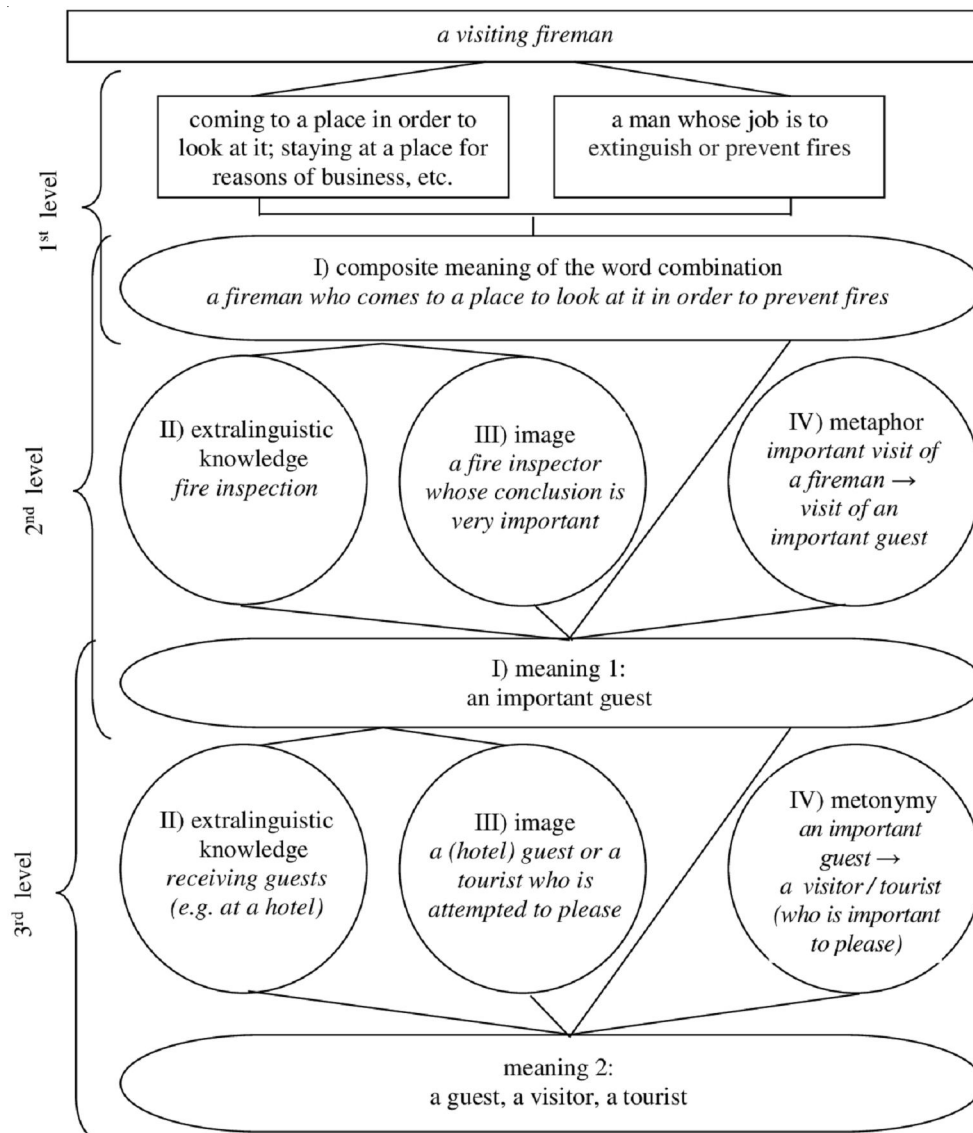 a visiting fireman
coming to a place in order to
look at it; staying at a place for
reasons of business, etc.
a man whose job is to
extinguish or prevent fires
1st level
I) composite meaning of the word combination
a fireman who comes to a place to look at it in order to prevent fires
2nd level
II) extralinguistic
knowledge
fire inspection
III) image
a fire inspector
whose conclusion is
very important
IV) metaphor
important visit of
a fireman →
visit of an
important guest
I) meaning 1:
an important guest
3rd level
II) extralinguistic
knowledge
receiving guests
(e.g. at a hotel)
III) image
a (hotel) guest or a
tourist who is
attempted to please
IV) metonymy
an important
guest →
a visitor / tourist
(who is important
to please)
meaning 2:
a guest, a visitor, a tourist